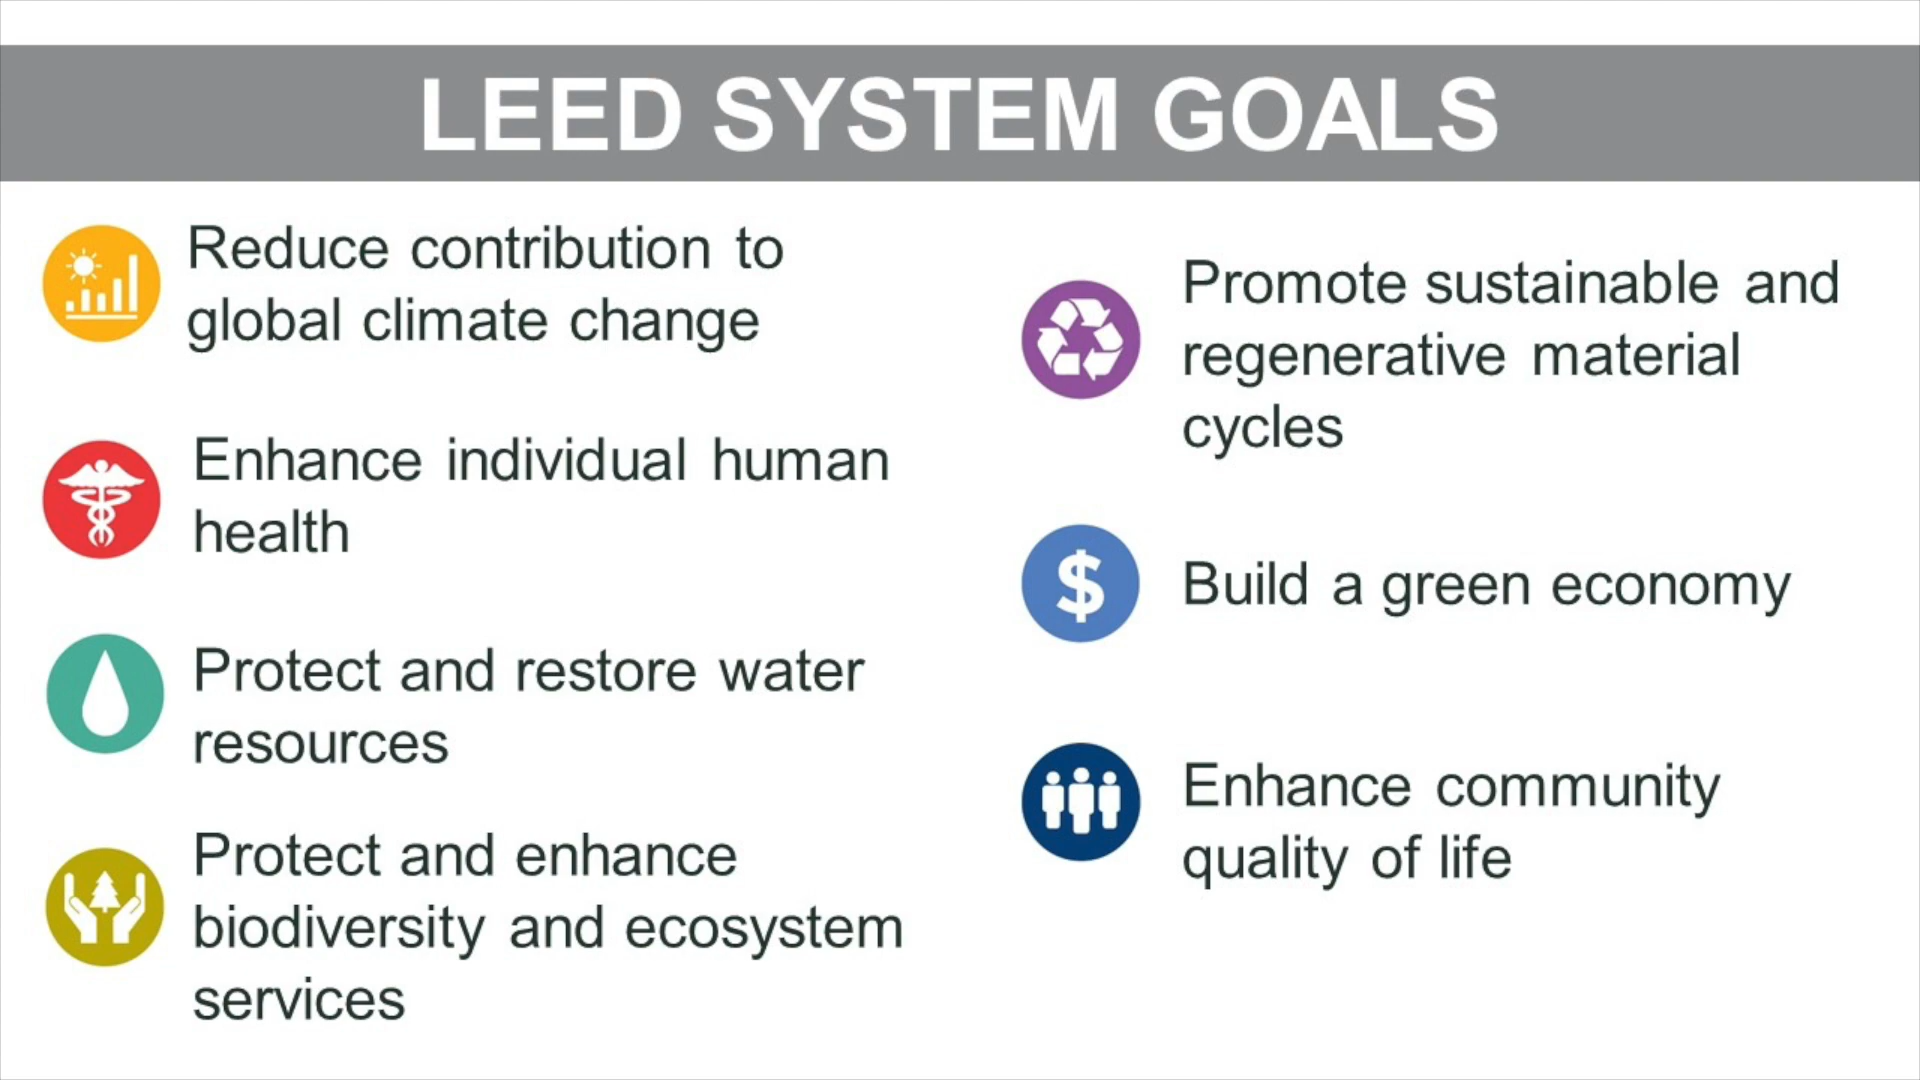 LEED SYSTEM GOALS
Reduce contribution to
global climate change
Enhance individual human
health
Protect and restore water
resources
Protect and enhance
biodiversity and ecosystem
services
Promote sustainable and
regenerative material
cycles
$
Build a green economy
Enhance community
quality of life